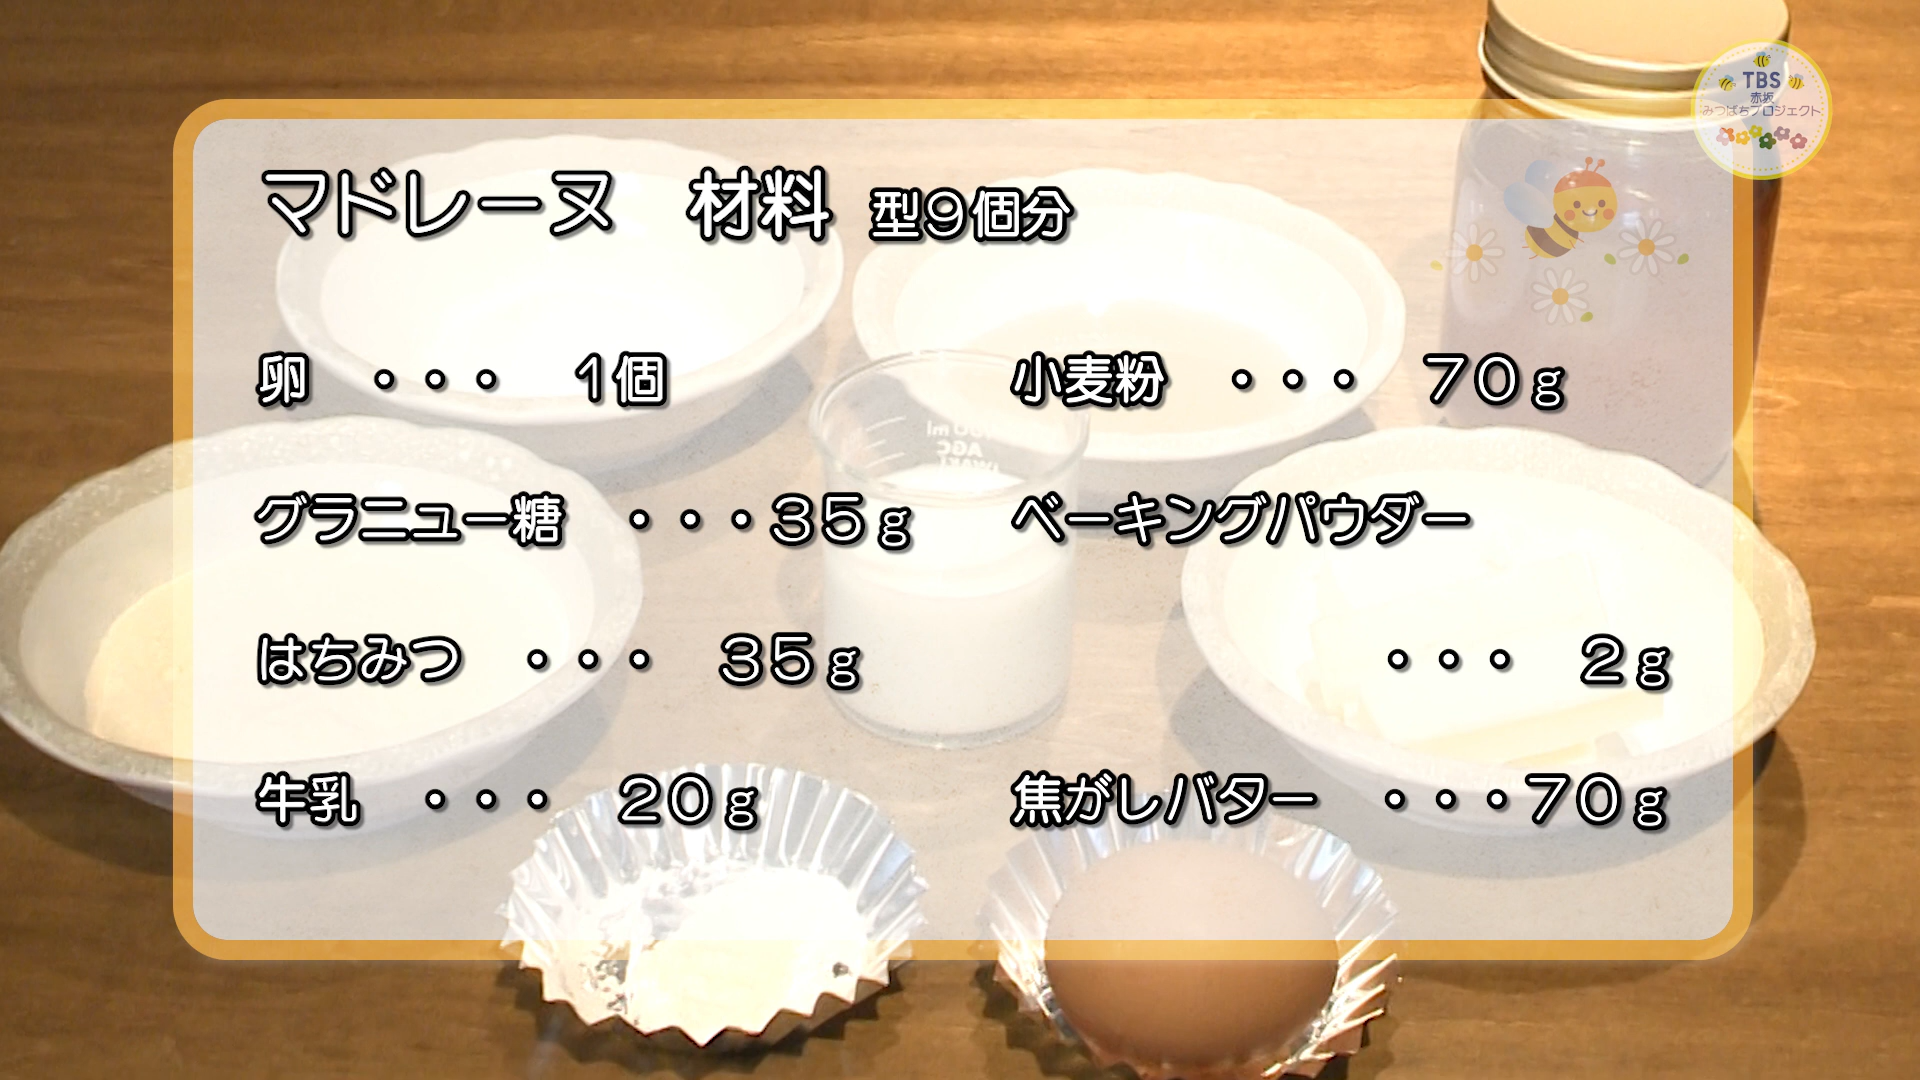 マドレーヌ　材料　型９個分
卵　・・・　１個
グラニュー糖　・・・３５ｇ
はちみつ　・・・　３５ｇ
牛乳　・・・　２０ｇ
小麦粉　・・・　７０ｇ
ベーキングパウダー
・・・　２ｇ
焦がしバター　・・・７０ｇ
TBS
赤坂
みつばちプロジェクト
AGC